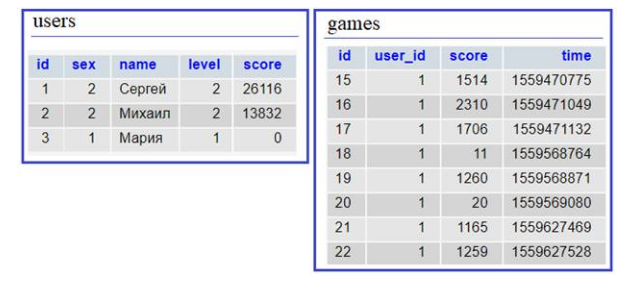 users
id sex name level score
1 2 Сергей 2 26116
2 2 Михаил 2 13832
3 1 Мария 1 0
games
id user_id score time
15 1 1514 1559470775
16 1 2310 1559471049
17 1 1706 1559471132
18 1 11 1559568764
19 1 1260 1559568871
20 1 20 1559569080
21 1 1165 1559627469
22 1 1259 1559627528